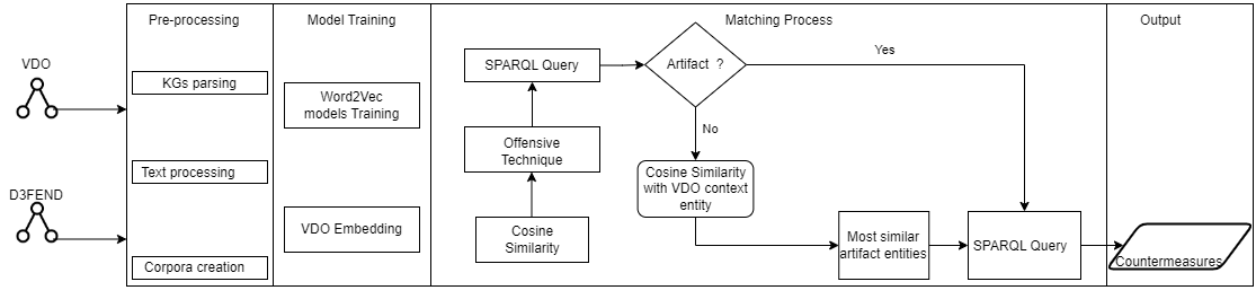 Pre-processing
Model Training
Matching Process
Output
VDO
D3FEND
KGs parsing
Text processing
Corpora creation
Word2Vec
models Training
VDO Embedding
SPARQL Query
Offensive
Technique
Cosine
Similarity
Artifact ?
Yes
No
Cosine Similarity
with VDO context
entity
Most similar
artifact entities
SPARQL Query
Countermeasures